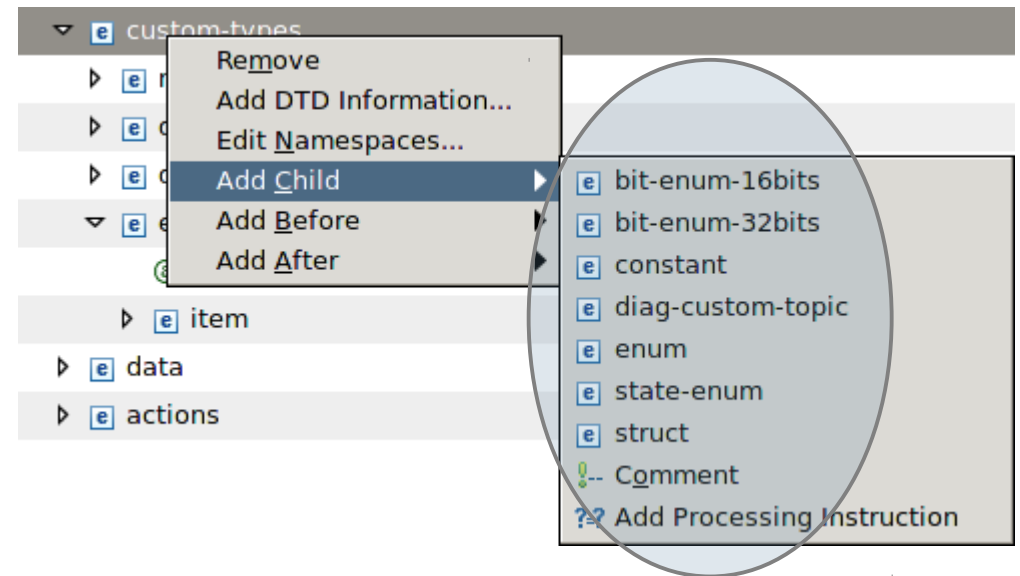 custom-types
Remove
Add DTD Information...
Edit Namespaces...
Add Child
Add Before
Add After
item
data
actions
bit-enum-16bits
bit-enum-32bits
constant
diag-custom-topic
enum
state-enum
struct
Comment
Add Processing Instruction